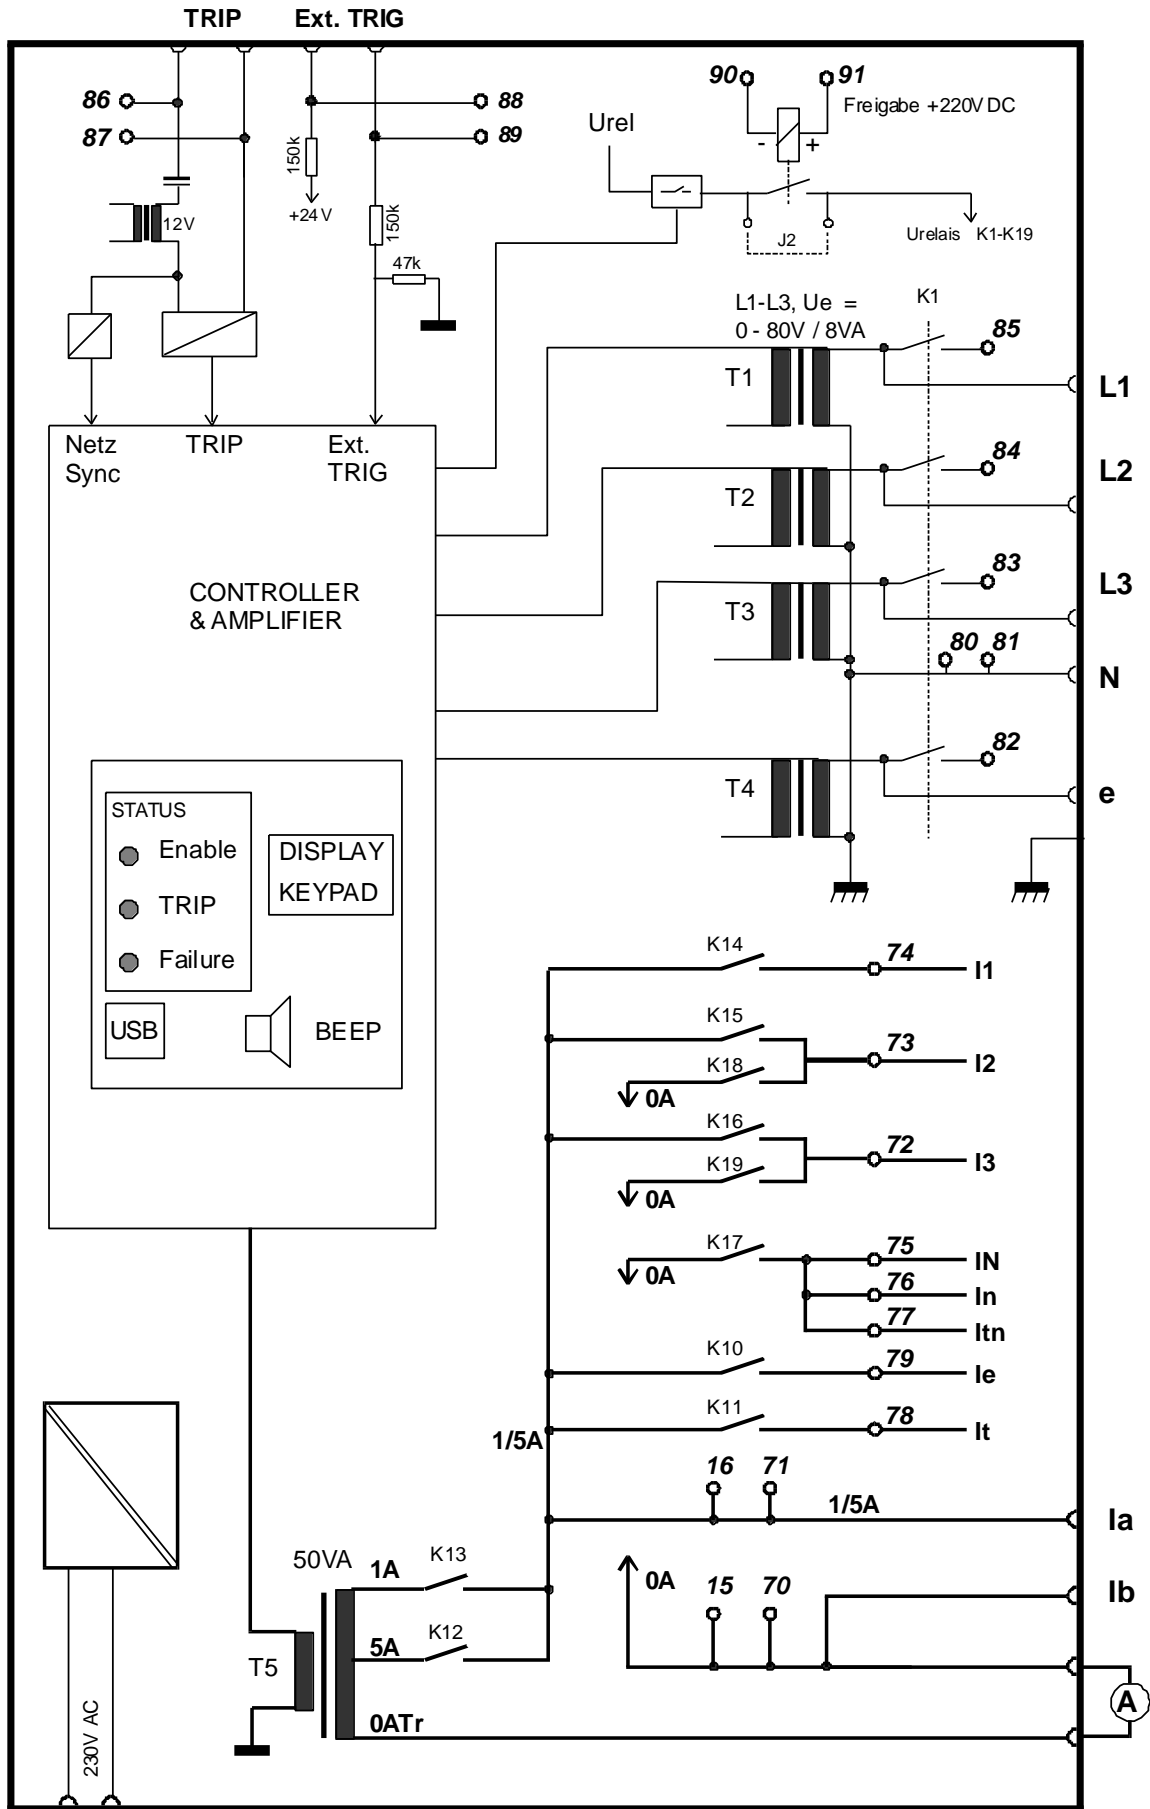 TRIP Ext. TRIG
86 88
87 89
90 91
Freigabe +220V DC
Urel
- +
150k
+24V
150k
12V
47k
J2
Urelais K1-K19
L1-L3, Ue =
0 - 80V / 8VA
K1
85
T1
L1
Netz
Sync
TRIP
Ext.
TRIG
84
L2
T2
83
L3
T3
CONTROLLER
& AMPLIFIER
80 81
N
82
T4
e
STATUS
Enable
TRIP
Failure
DISPLAY
KEYPAD
USB
BEEP
K14 74 I1
K15 73 I2
K18
0A
K16 72 I3
K19
0A
K17 75 IN
0A
76 In
77 Itn
K10 79 Ie
K11 78 It
1/5A
16 71
1/5A
Ia
50VA
1A K13
0A 15 70
Ib
5A K12
T5
0ATr
A
230V AC